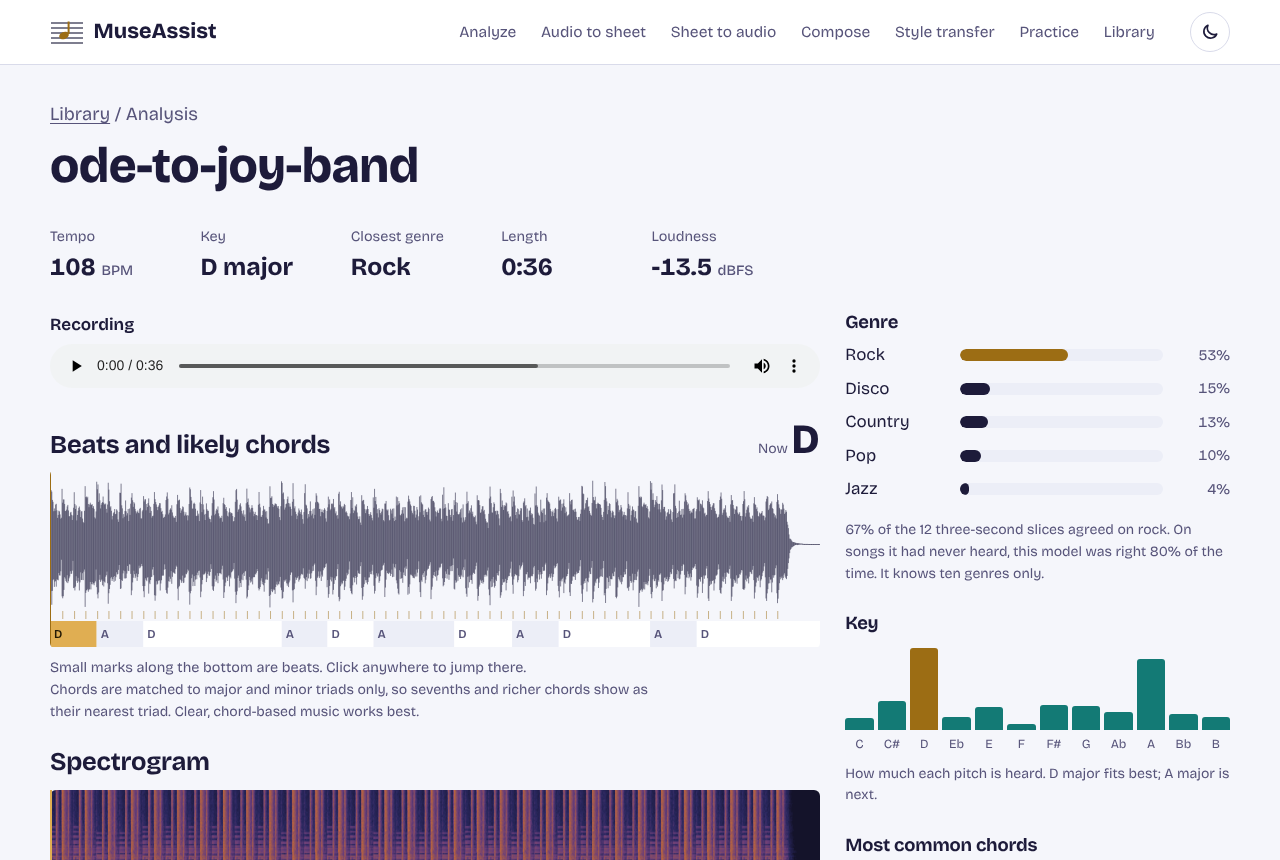 MuseAssist
Analyze Audio to sheet Sheet to audio Compose Style transfer Practice Library
Library / Analysis
ode-to-joy-band
Tempo Key Closest genre Length Loudness
108 BPM D major Rock 0:36 -13.5 dBFS
Recording
0:00 / 0:36
Beats and likely chords
Now D
D A D A D A D A D A D
Small marks along the bottom are beats. Click anywhere to jump there.
Chords are matched to major and minor triads only, so sevenths and richer chords show as
their nearest triad. Clear, chord-based music works best.
Spectrogram
Genre
Rock 53%
Disco 15%
Country 13%
Pop 10%
Jazz 4%
67% of the 12 three-second slices agreed on rock. On
songs it had never heard, this model was right 80% of the
time. It knows ten genres only.
Key
C C# D Eb E F F# G Ab A Bb B
How much each pitch is heard. D major fits best; A major is
next.
Most common chords